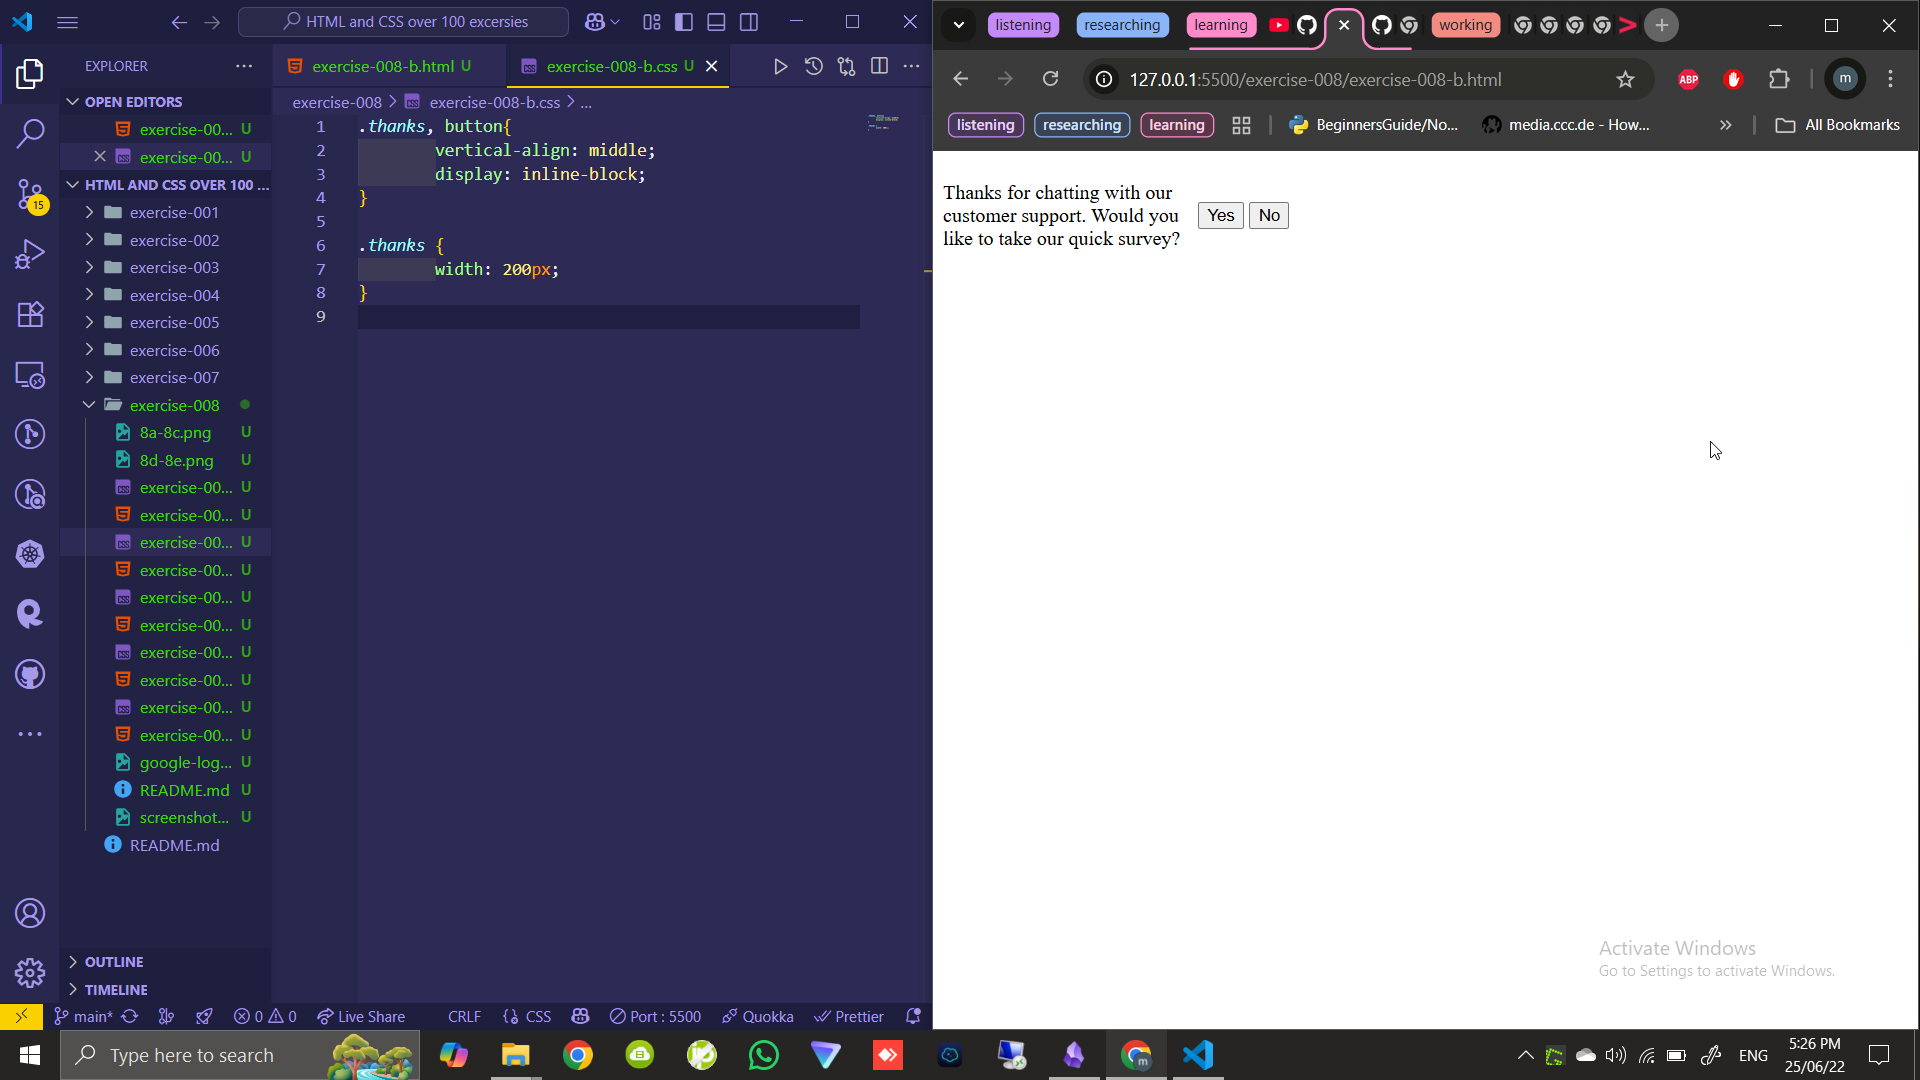 HTML and CSS over 100 excersies
EXPLORER
OPEN EDITORS
exercise-00... U
exercise-00... U
HTML AND CSS OVER 100 ...
exercise-001
exercise-002
exercise-003
exercise-004
exercise-005
exercise-006
exercise-007
exercise-008
8a-8c.png U
8d-8e.png U
exercise-00... U
exercise-00... U
exercise-00... U
exercise-00... U
exercise-00... U
exercise-00... U
exercise-00... U
exercise-00... U
exercise-00... U
exercise-00... U
google-log... U
README.md U
screenshot... U
README.md
OUTLINE
TIMELINE
15
exercise-008-b.html U
exercise-008-b.css U
exercise-008 > exercise-008-b.css > ...
1 .thanks, button{
2 vertical-align: middle;
3 display: inline-block;
4 }
5
6 .thanks {
7 width: 200px;
8 }
9
main* 0 0 Live Share CRLF CSS Port : 5500 Quokka Prettier
listening researching learning working
127.0.0.1:5500/exercise-008/exercise-008-b.html
ABP
m
listening researching learning BeginnersGuide/No... media.ccc.de - How... All Bookmarks
Thanks for chatting with our
customer support. Would you
like to take our quick survey?
Yes No
Activate Windows
Go to Settings to activate Windows.
Type here to search
ENG
5:26 PM
25/06/22